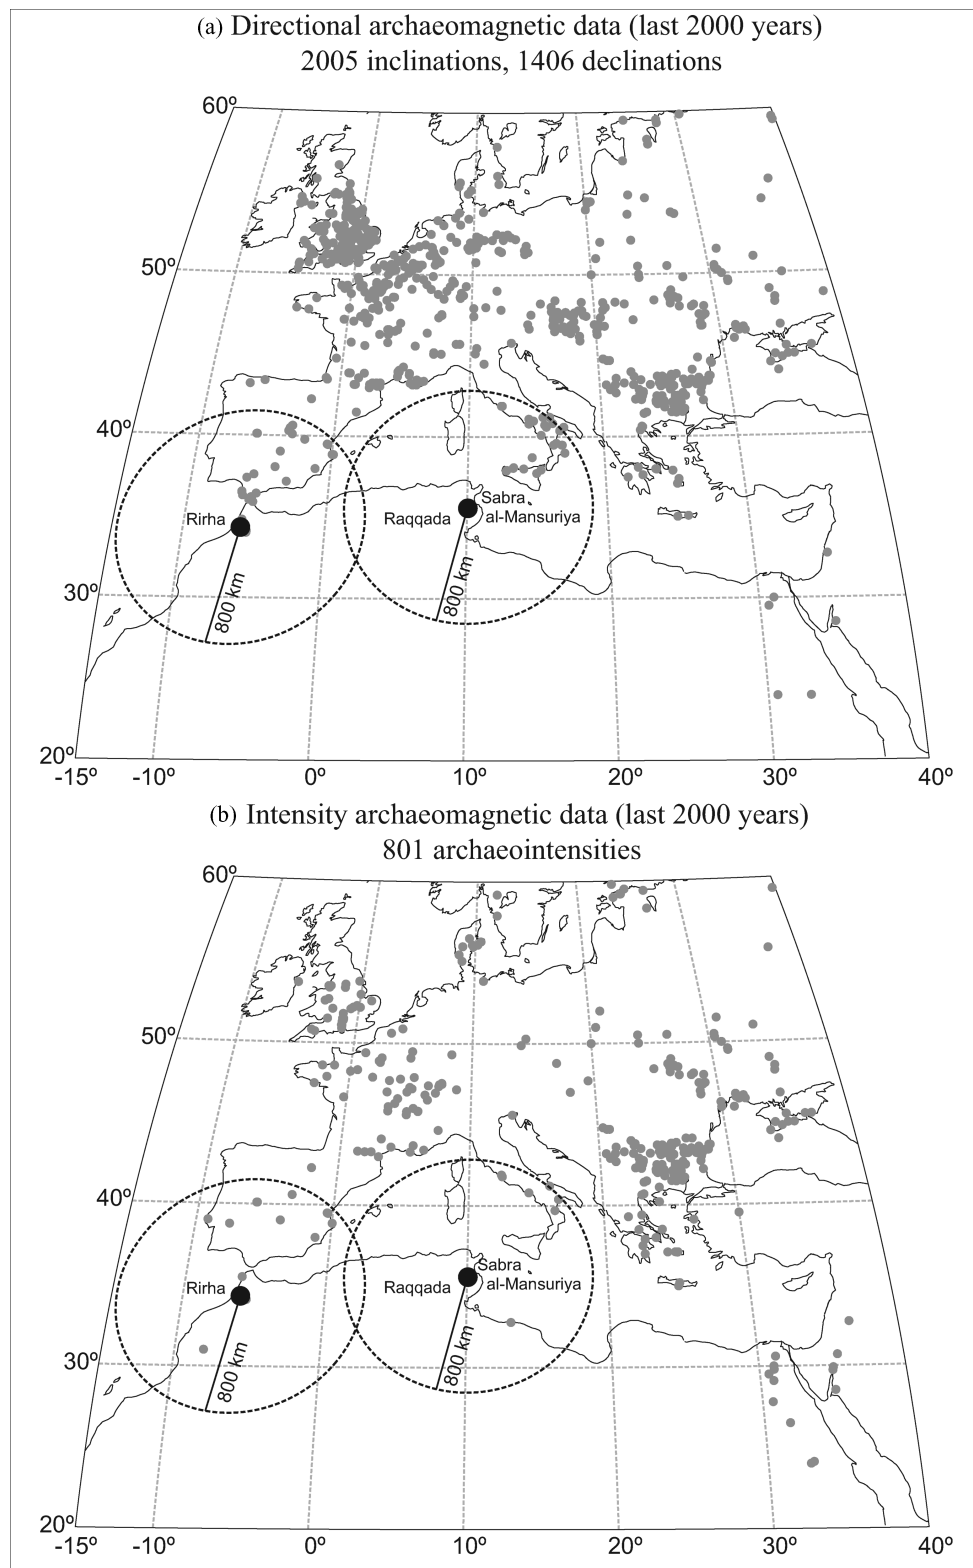 (a) Directional archaeomagnetic data (last 2000 years)
2005 inclinations, 1406 declinations
60º
50º
40º
30º
20º
Rirha
800 km
Raqqada
Sabra
al-Mansuriya
800 km
-15º -10º 0º 10º 20º 30º 40º
(b) Intensity archaeomagnetic data (last 2000 years)
801 archaeointensities
60º
50º
40º
30º
20º
Rirha
800 km
Raqqada
Sabra
al-Mansuriya
800 km
-15º -10º 0º 10º 20º 30º 40º